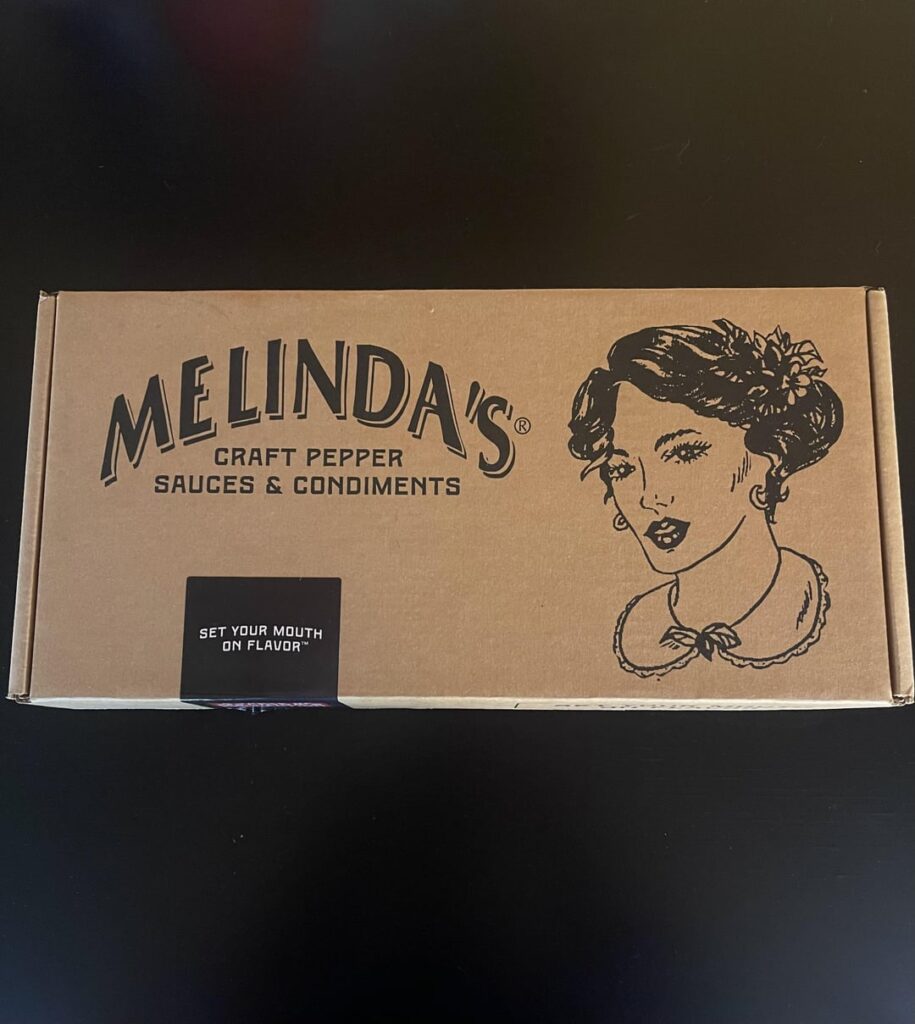 MELINDA'S®
CRAFT PEPPER
SAUCES & CONDIMENTS
SET YOUR MOUTH
ON FLAVOR™